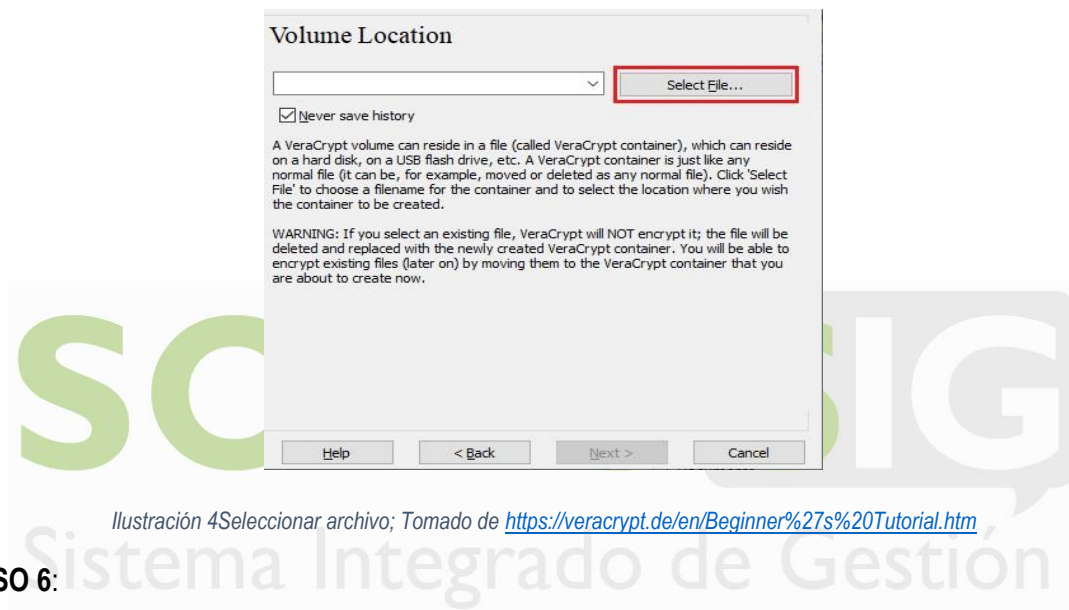 Volume Location
Select File...
Never save history
A VeraCrypt volume can reside in a file (called VeraCrypt container), which can reside
on a hard disk, on a USB flash drive, etc. A VeraCrypt container is just like any
normal file (it can be, for example, moved or deleted as any normal file). Click 'Select
File' to choose a filename for the container and to select the location where you wish
the container to be created.
WARNING: If you select an existing file, VeraCrypt will NOT encrypt it; the file will be
deleted and replaced with the newly created VeraCrypt container. You will be able to
encrypt existing files (later on) by moving them to the VeraCrypt container that you
are about to create now.
Help < Back Next > Cancel
Ilustración 4Seleccionar archivo; Tomado de https://veracrypt.de/en/Beginner%27s%20Tutorial.htm
Sistema Integrado de Gestión
SO 6: